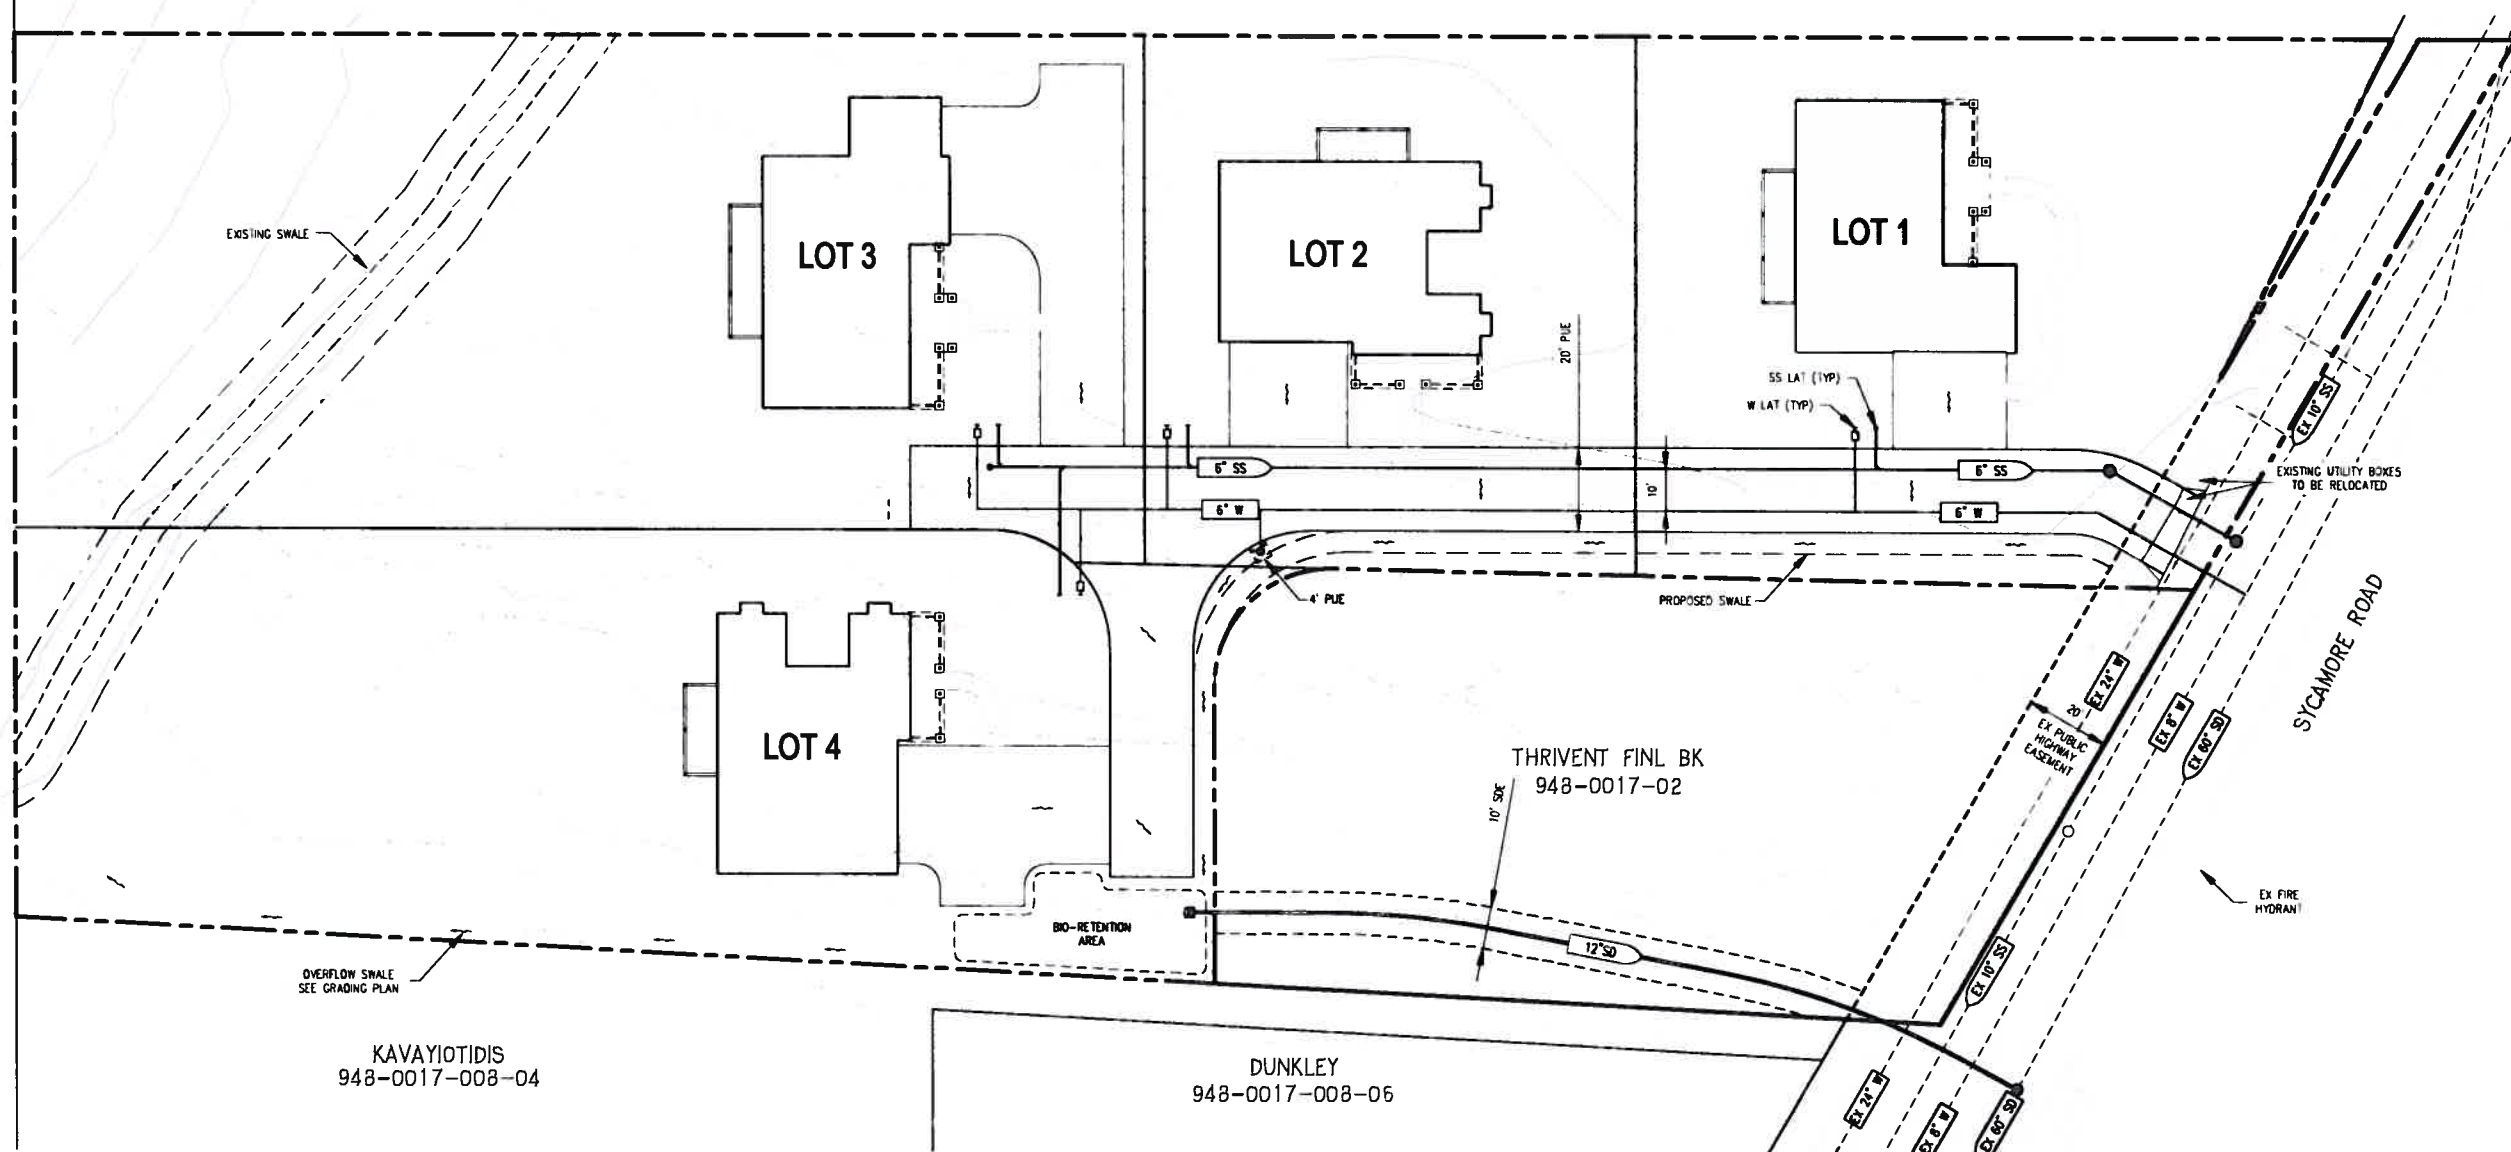 EXISTING SWALE
LOT 3
LOT 2
LOT 1
20' PUE
SS LAT (TYP)
W LAT (TYP)
EX 10" SS
6" SS
6" SS
10'
EXISTING UTILITY BOXES
TO BE RELOCATED
6" W
6" W
4' PUE
PROPOSED SWALE
SYCAMORE ROAD
LOT 4
EX 24" W
20'
EX PUBLIC
HIGHWAY
EASEMENT
EX 8" W
EX 60" SD
THRIVENT FINL BK
948-0017-02
10' SDE
EX FIRE
HYDRANT
BIO-RETENTION
AREA
12"SD
EX 10" SS
OVERFLOW SWALE
SEE GRADING PLAN
KAVAYIOTIDIS
948-0017-008-04
DUNKLEY
948-0017-008-06
EX 24" W
EX 8" W
EX 60" SD